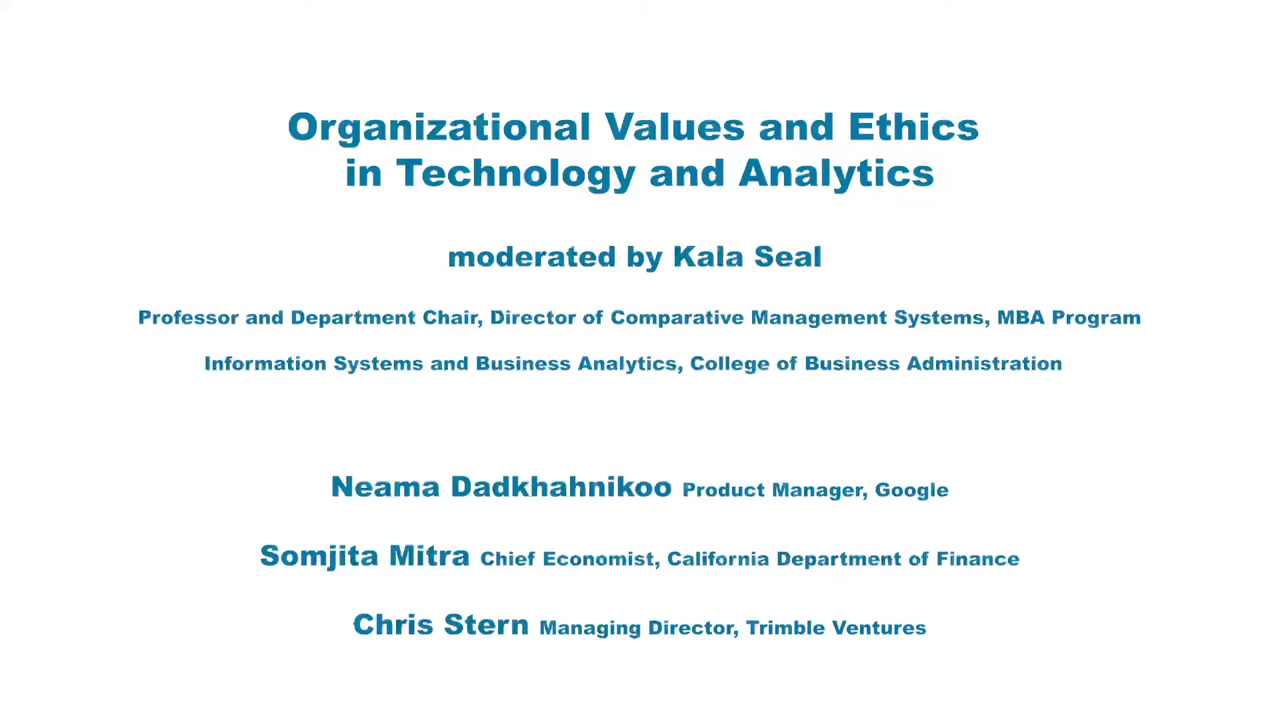 Organizational Values and Ethics
in Technology and Analytics
moderated by Kala Seal
Professor and Department Chair, Director of Comparative Management Systems, MBA Program
Information Systems and Business Analytics, College of Business Administration
Neama Dadkhahnikoo Product Manager, Google
Somjita Mitra Chief Economist, California Department of Finance
Chris Stern Managing Director, Trimble Ventures